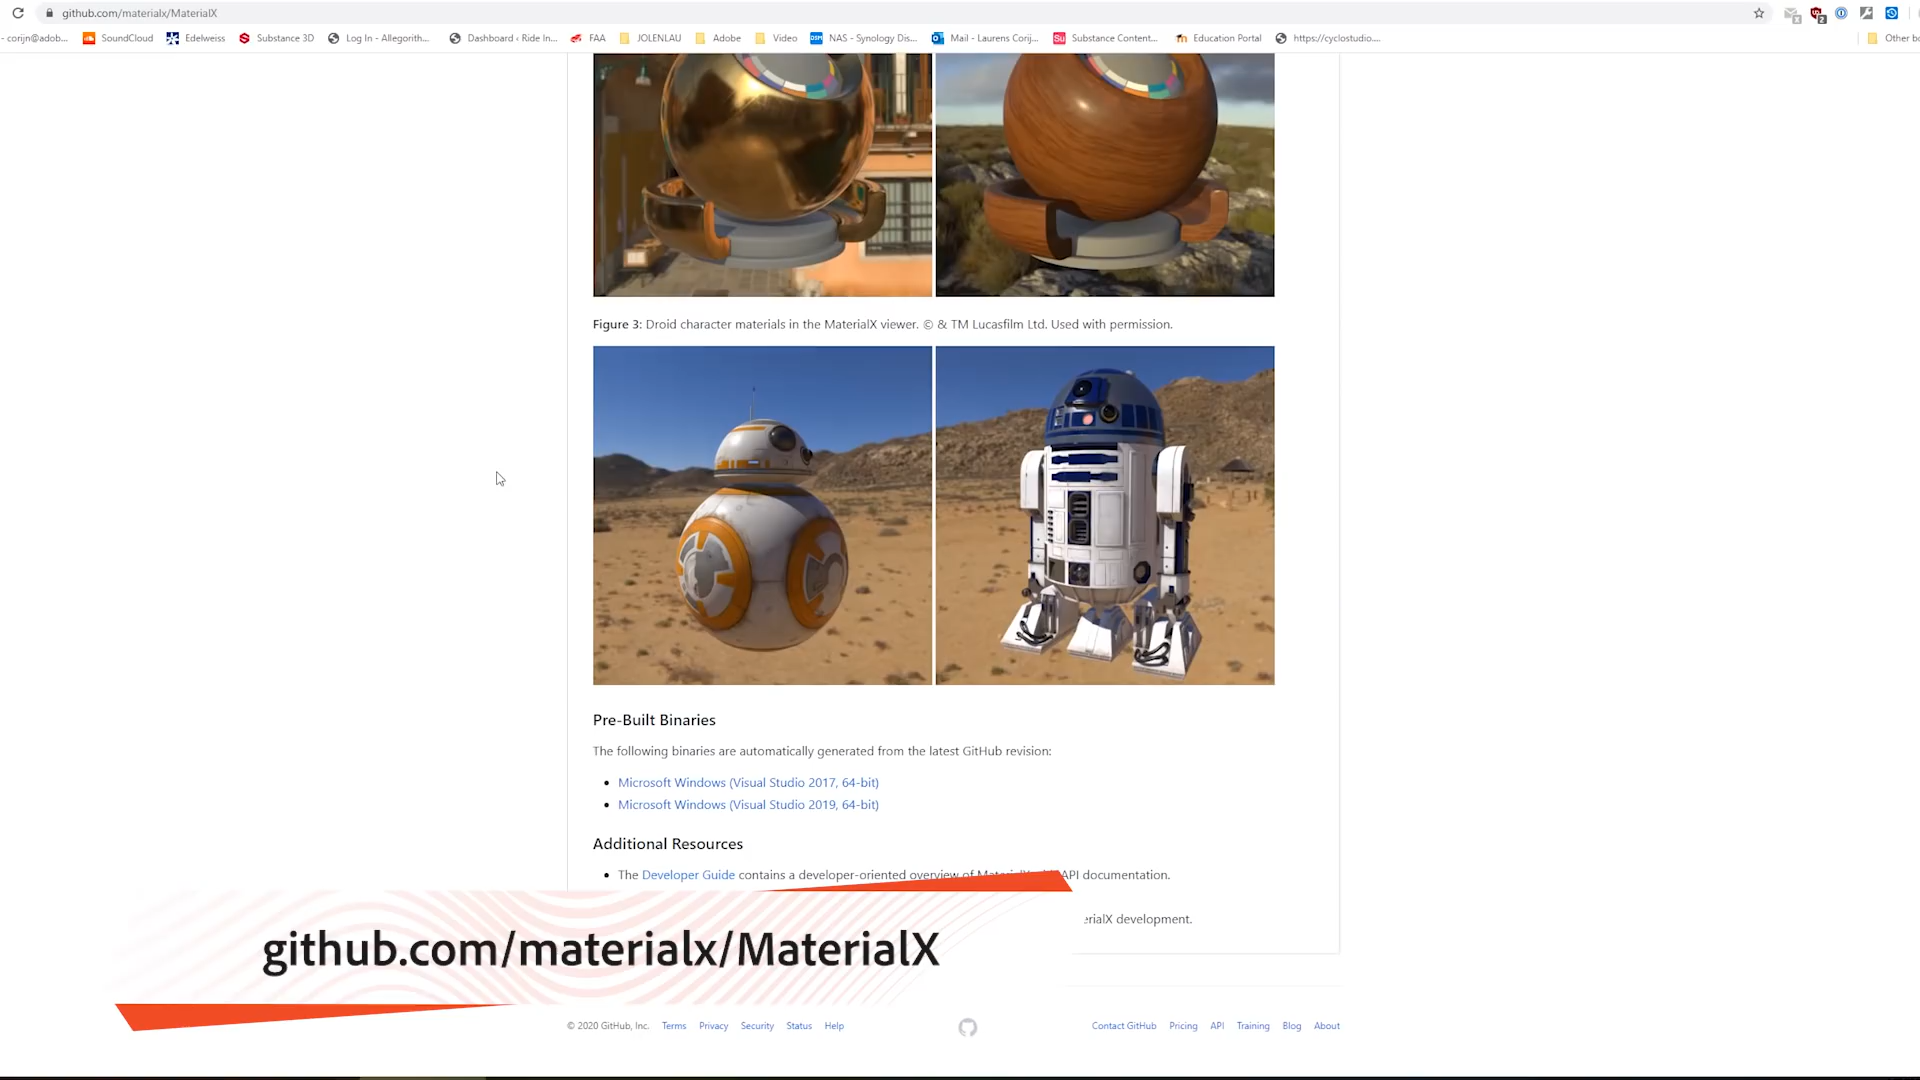 github.com/materialx/MaterialX
- corijn@adob... SoundCloud Edelweiss Substance 3D Log In - Allegorith... Dashboard ‹ Ride In... FAA JOLENLAU Adobe Video NAS - Synology Dis... Mail - Laurens Corij... Substance Content... Education Portal https://cyclostudio.... Other bo
Figure 3: Droid character materials in the MaterialX viewer. © & TM Lucasfilm Ltd. Used with permission.
Pre-Built Binaries
The following binaries are automatically generated from the latest GitHub revision:
Microsoft Windows (Visual Studio 2017, 64-bit)
Microsoft Windows (Visual Studio 2019, 64-bit)
Additional Resources
The Developer Guide contains a developer-oriented overview of API documentation.
erialX development.
github.com/materialx/MaterialX
© 2020 GitHub, Inc. Terms Privacy Security Status Help Contact GitHub Pricing API Training Blog About